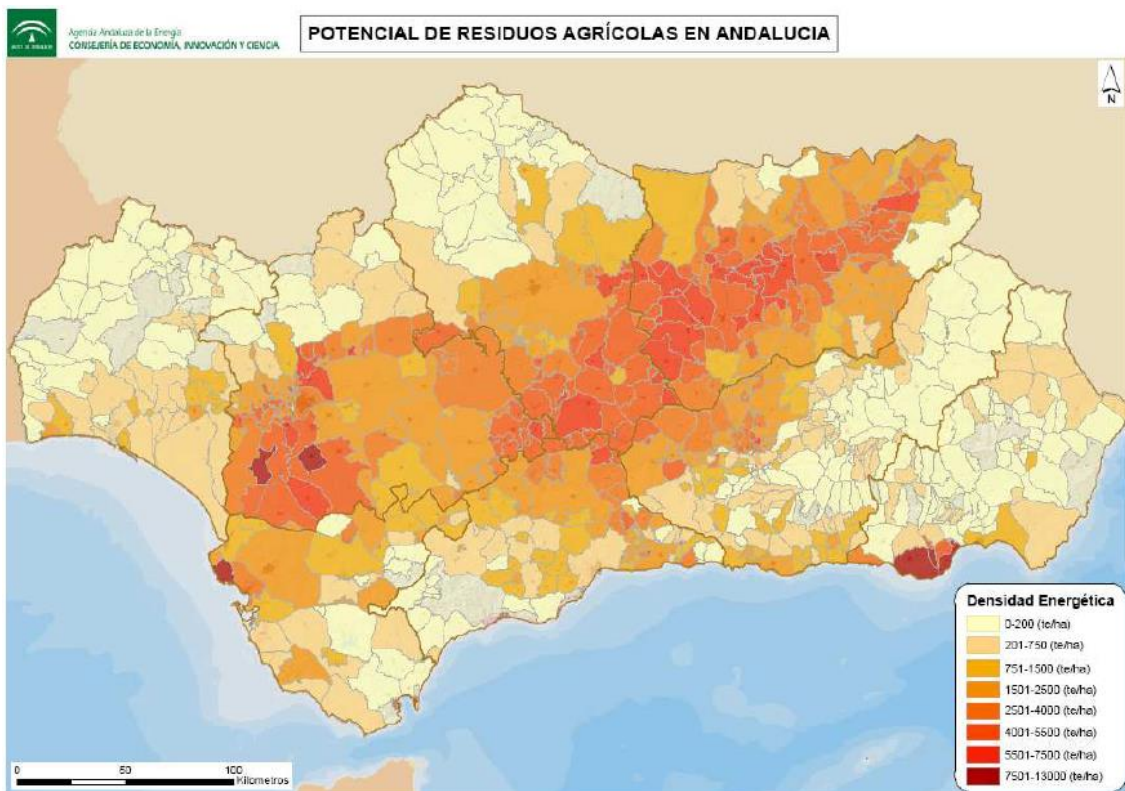 Agencia Andaluza de la Energía
CONSEJERÍA DE ECONOMÍA, INNOVACIÓN Y CIENCIA
POTENCIAL DE RESIDUOS AGRÍCOLAS EN ANDALUCIA
N
Densidad Energética
0-200 (te/ha)
201-750 (te/ha)
751-1500 (te/ha)
1501-2500 (te/ha)
2501-4000 (te/ha)
4001-5500 (te/ha)
5501-7500 (te/ha)
7501-13000 (te/ha)
0 50 100
Kilometros